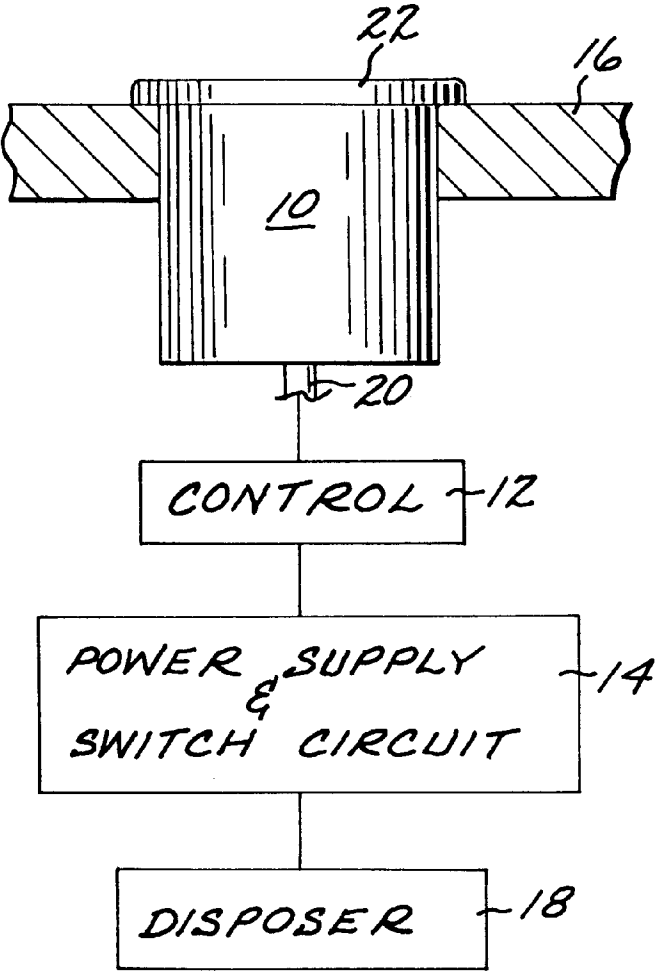 22
16
10
20
CONTROL 12
POWER SUPPLY
&
SWITCH CIRCUIT
14
DISPOSER 18